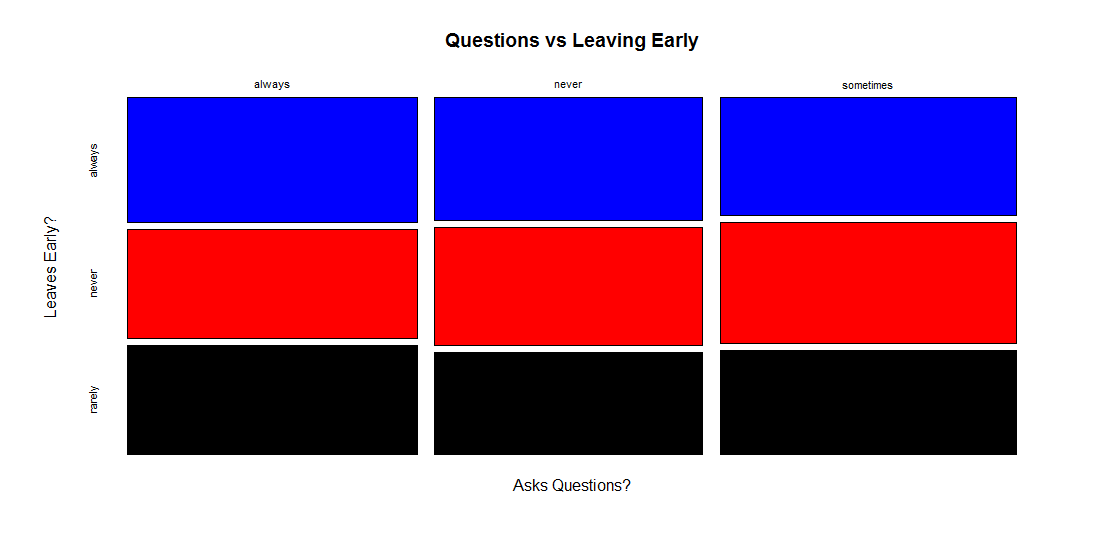 Questions vs Leaving Early
always
never
sometimes
always
never
rarely
Leaves Early?
Asks Questions?